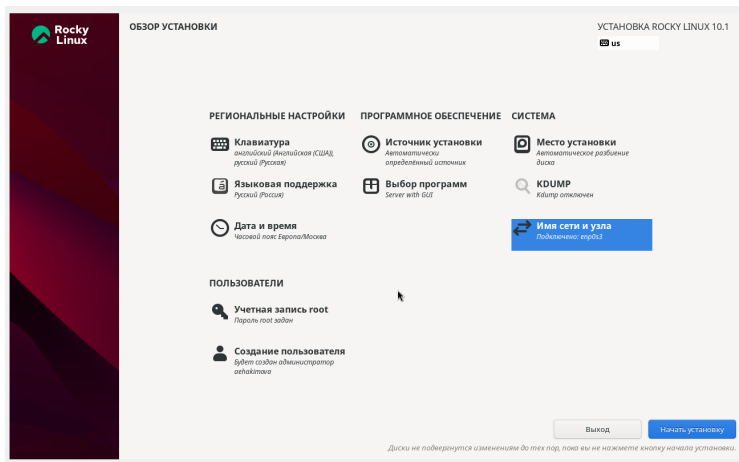 Rocky
Linux
ОБЗОР УСТАНОВКИ
УСТАНОВКА ROCKY LINUX 10.1
us
РЕГИОНАЛЬНЫЕ НАСТРОЙКИ
Клавиатура
английский (Английская (США)),
русский (Русская)
Языковая поддержка
Русский (Россия)
Дата и время
Часовой пояс Европа/Москва
ПРОГРАММНОЕ ОБЕСПЕЧЕНИЕ
Источник установки
Автоматически
определённый источник
Выбор программ
Server with GUI
СИСТЕМА
Место установки
Автоматическое разбиение
диска
KDUMP
Kdump отключен
Имя сети и узла
Подключено: enp0s3
ПОЛЬЗОВАТЕЛИ
Учетная запись root
Пароль root задан
Создание пользователя
Будет создан администратор
aehakimova
Выход
Начать установку
Диски не подвергнутся изменениям до тех пор, пока вы не нажмете кнопку начала установки.